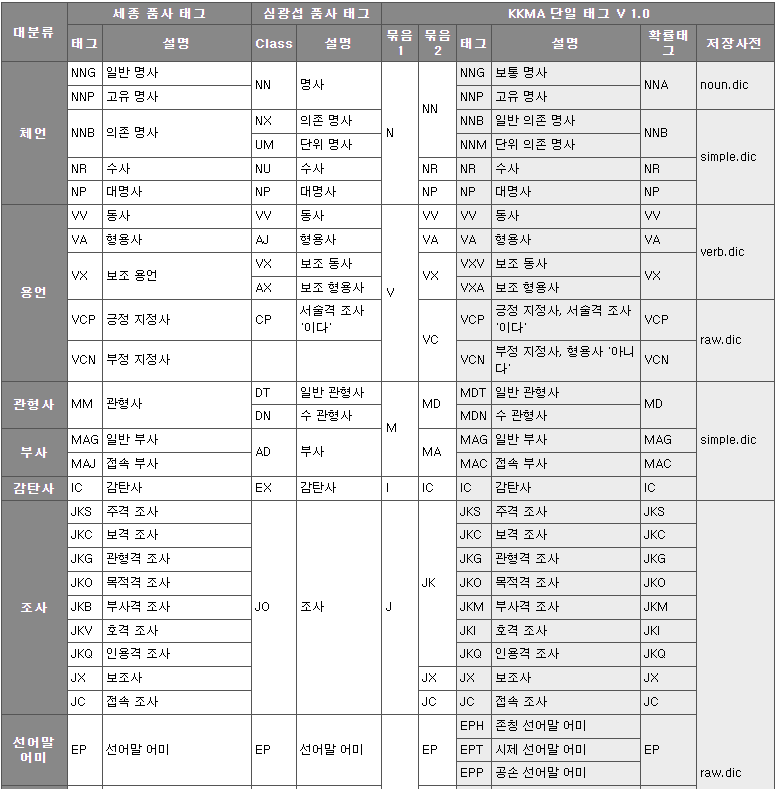 대분류 세종 품사 태그 심광섭 품사 태그 KKMA 단일 태그 V 1.0
태그 설명 Class 설명 묶음1 묶음2 태그 설명 확률태그 저장사전
체언 NNG 일반 명사 NN 명사 N NN NNG 보통 명사 NNA noun.dic
NNP 고유 명사 NNP 고유 명사
NNB 의존 명사 NX 의존 명사 NNB 일반 의존 명사 NNB simple.dic
UM 단위 명사 NNM 단위 의존 명사
NR 수사 NU 수사 NR NR 수사 NR
NP 대명사 NP 대명사 NP NP 대명사 NP
용언 VV 동사 VV 동사 V VV VV 동사 VV verb.dic
VA 형용사 AJ 형용사 VA VA 형용사 VA
VX 보조 용언 VX 보조 동사 VX VXV 보조 동사 VX
AX 보조 형용사 VXA 보조 형용사
VCP 긍정 지정사 CP 서술격 조사 '이다' VC VCP 긍정 지정사, 서술격 조사 '이다' VCP raw.dic
VCN 부정 지정사 VCN 부정 지정사, 형용사 '아니다' VCN
관형사 MM 관형사 DT 일반 관형사 M MD MDT 일반 관형사 MD simple.dic
DN 수 관형사 MDN 수 관형사
부사 MAG 일반 부사 AD 부사 MA MAG 일반 부사 MAG
MAJ 접속 부사 MAC 접속 부사 MAC
감탄사 IC 감탄사 EX 감탄사 I IC IC 감탄사 IC
조사 JKS 주격 조사 JO 조사 J JK JKS 주격 조사 JKS
JKC 보격 조사 JKC 보격 조사 JKC
JKG 관형격 조사 JKG 관형격 조사 JKG
JKO 목적격 조사 JKO 목적격 조사 JKO
JKB 부사격 조사 JKM 부사격 조사 JKM
JKV 호격 조사 JKI 호격 조사 JKI
JKQ 인용격 조사 JKQ 인용격 조사 JKQ
JX 보조사 JX JX 보조사 JX
JC 접속 조사 JC JC 접속 조사 JC
선어말 어미 EP 선어말 어미 EP 선어말 어미 EP EPH 존칭 선어말 어미 EP raw.dic
EPT 시제 선어말 어미
EPP 공손 선어말 어미